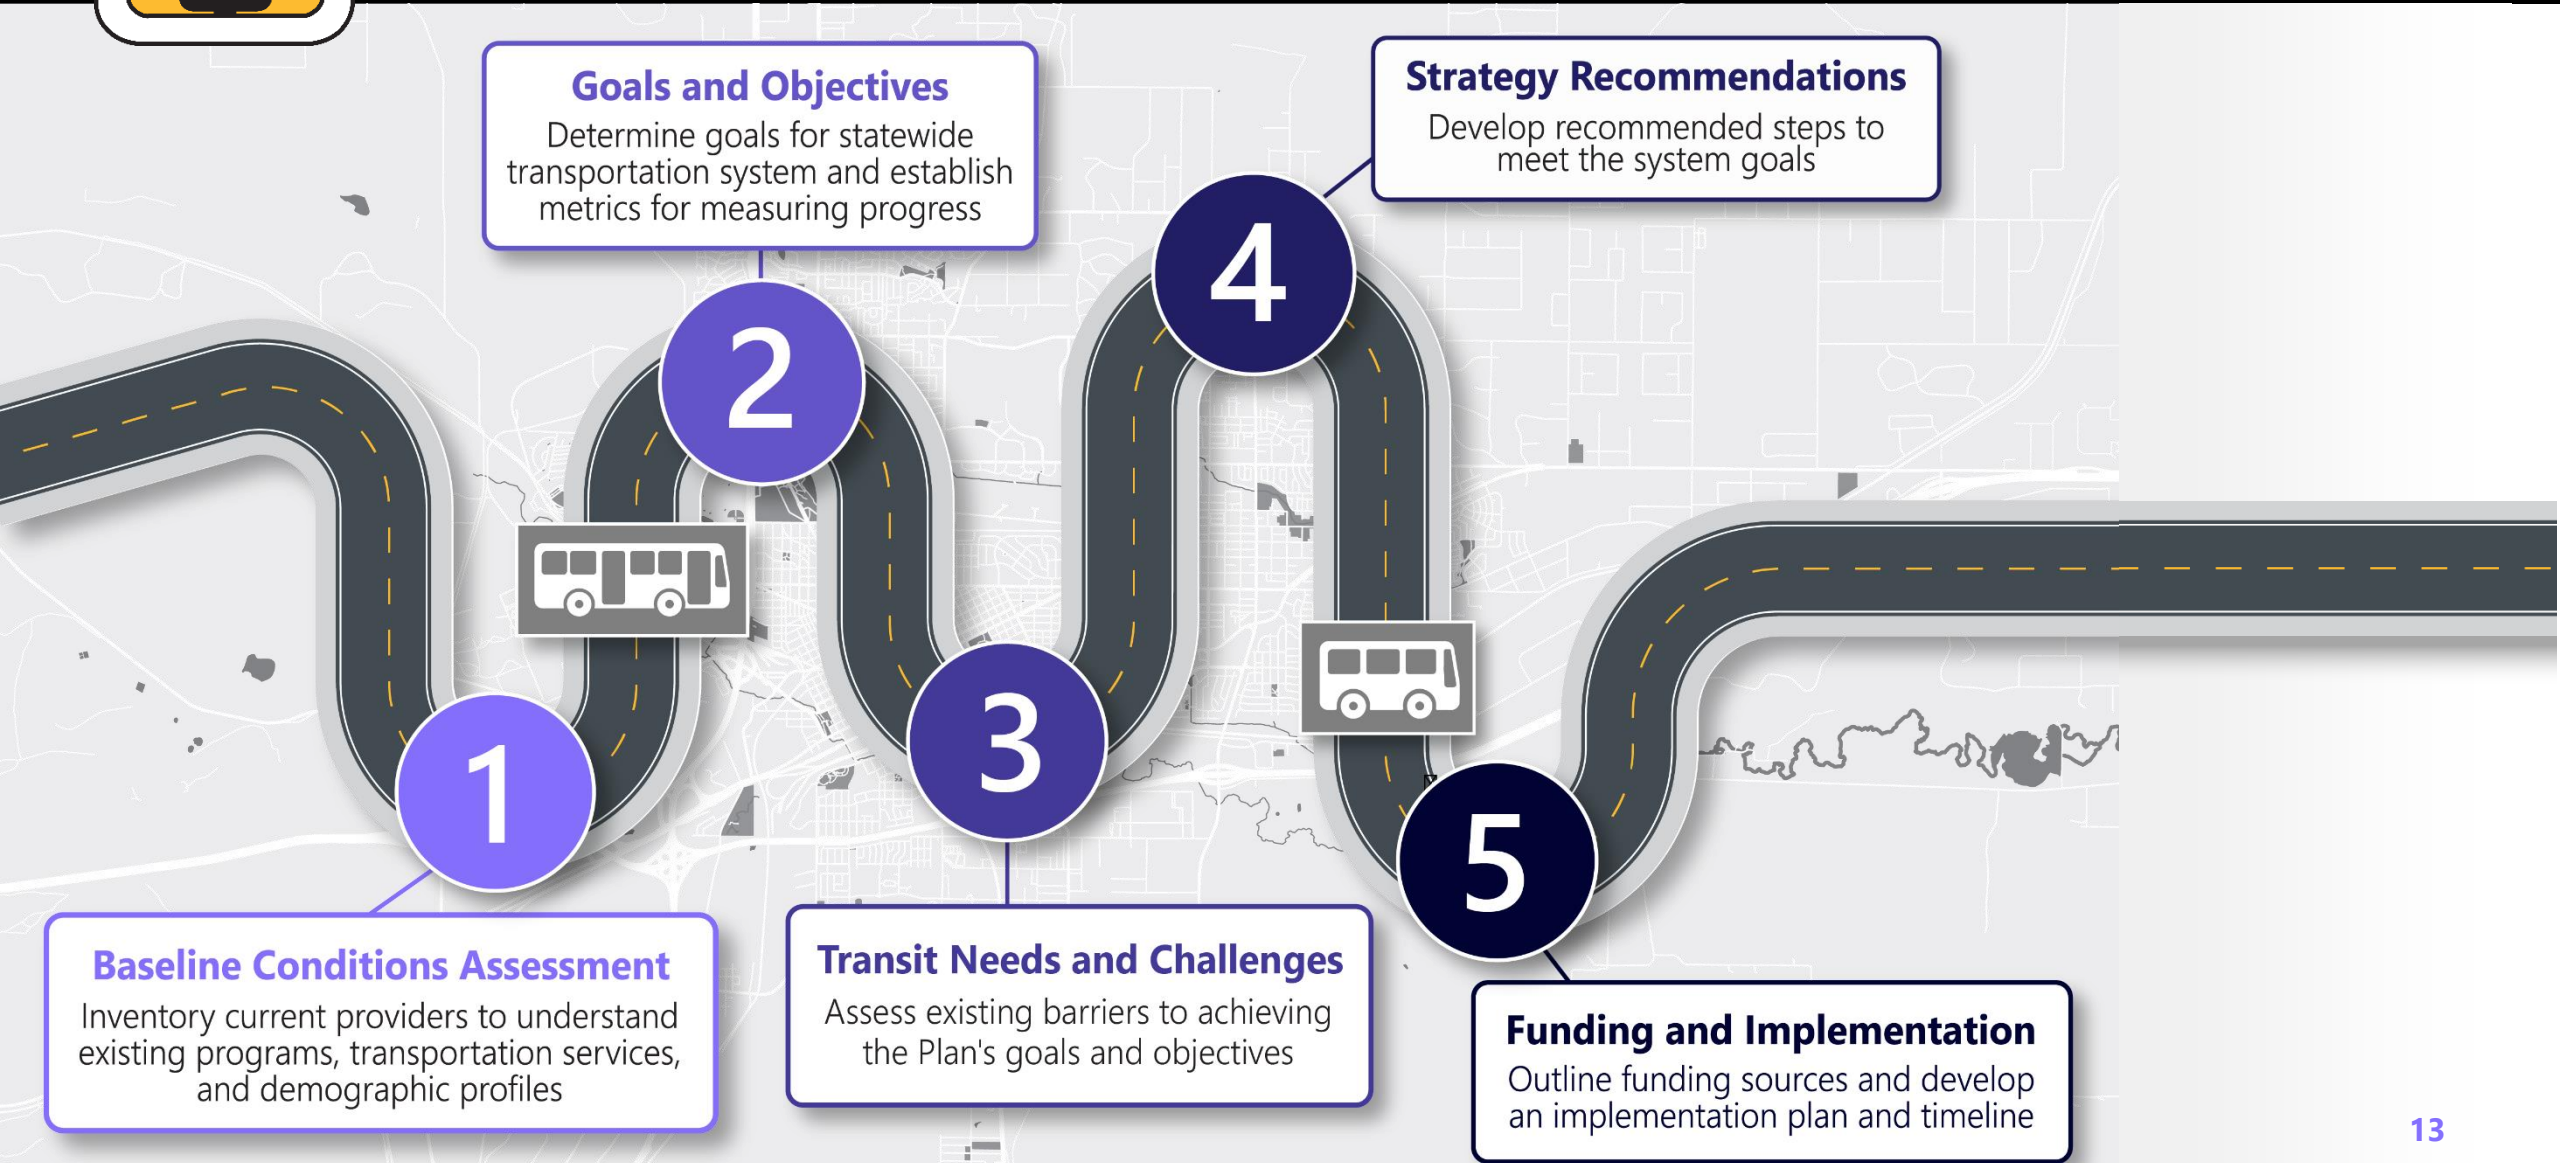 1
Baseline Conditions Assessment
Inventory current providers to understand
existing programs, transportation services,
and demographic profiles
2
Goals and Objectives
Determine goals for statewide
transportation system and establish
metrics for measuring progress
3
Transit Needs and Challenges
Assess existing barriers to achieving
the Plan's goals and objectives
4
Strategy Recommendations
Develop recommended steps to
meet the system goals
5
Funding and Implementation
Outline funding sources and develop
an implementation plan and timeline
13